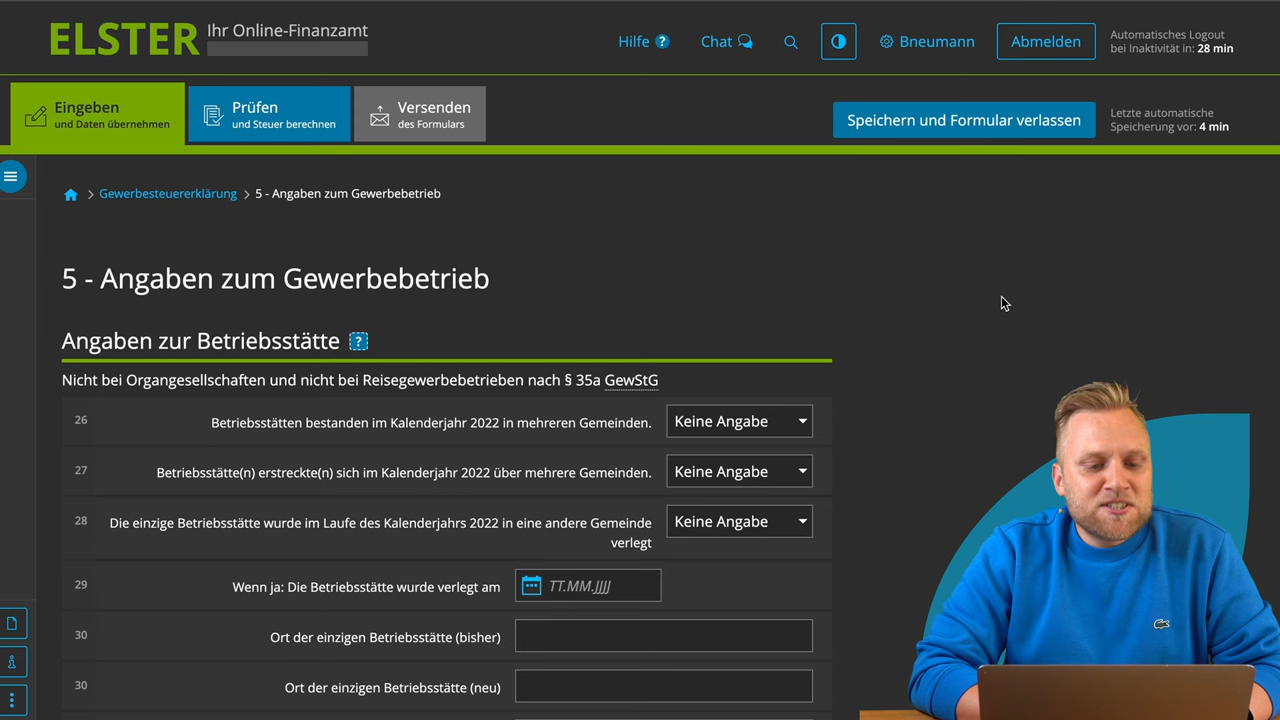 ELSTER Ihr Online-Finanzamt
Hilfe ?
Chat
Bneumann
Abmelden
Automatisches Logout
bei Inaktivität in: 28 min
Eingeben
und Daten übernehmen
Prüfen
und Steuer berechnen
Versenden
des Formulars
Speichern und Formular verlassen
Letzte automatische
Speicherung vor: 4 min
Gewerbesteuererklärung > 5 - Angaben zum Gewerbebetrieb
5 - Angaben zum Gewerbebetrieb
Angaben zur Betriebsstätte ?
Nicht bei Organgesellschaften und nicht bei Reisegewerbebetrieben nach § 35a GewStG
26 Betriebsstätten bestanden im Kalenderjahr 2022 in mehreren Gemeinden. Keine Angabe
27 Betriebsstätte(n) erstreckte(n) sich im Kalenderjahr 2022 über mehrere Gemeinden. Keine Angabe
28 Die einzige Betriebsstätte wurde im Laufe des Kalenderjahrs 2022 in eine andere Gemeinde Keine Angabe
verlegt
29 Wenn ja: Die Betriebsstätte wurde verlegt am TT.MM.JJJJ
30 Ort der einzigen Betriebsstätte (bisher)
30 Ort der einzigen Betriebsstätte (neu)